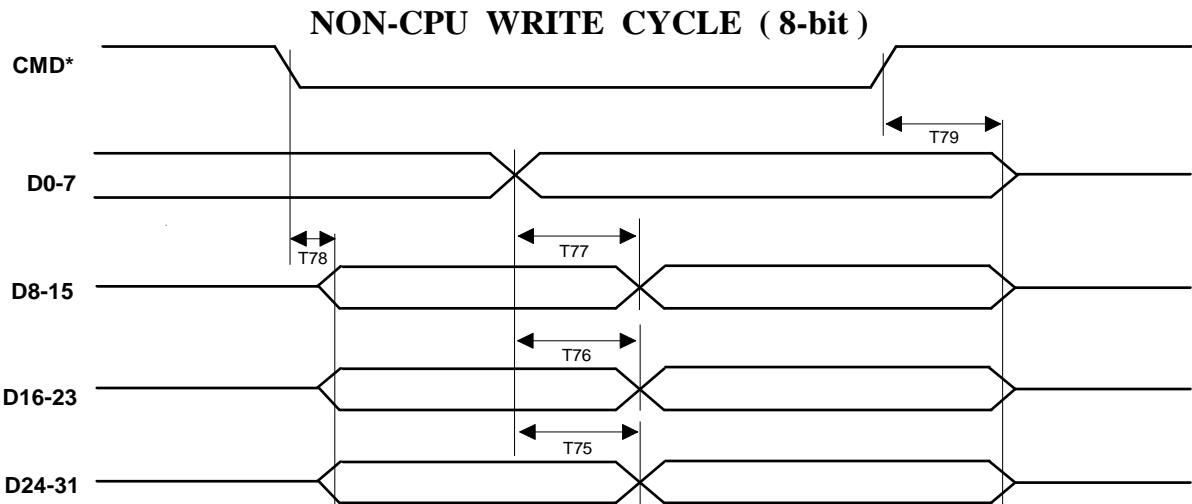 NON-CPU WRITE CYCLE ( 8-bit )
CMD*
T79
D0-7
T77
T78
D8-15
T76
D16-23
T75
D24-31